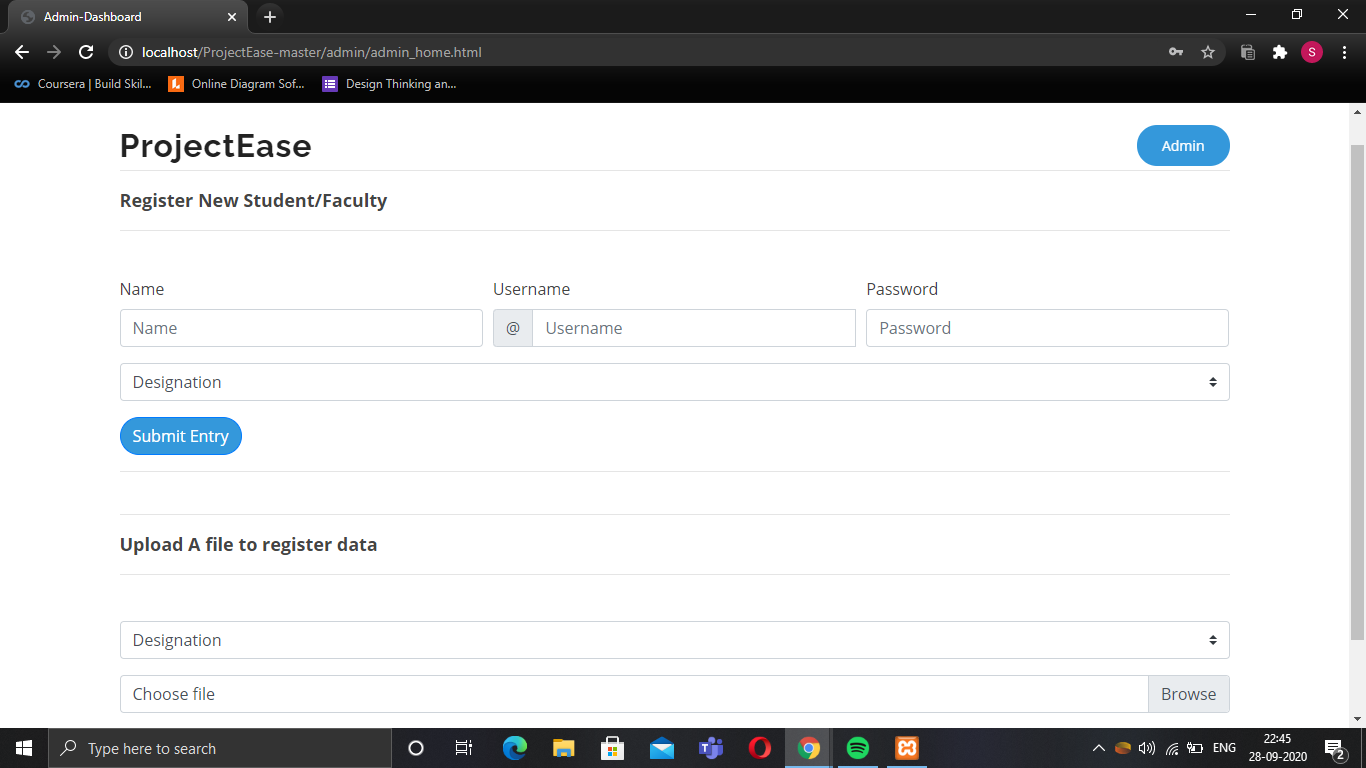 Admin-Dashboard
localhost/ProjectEase-master/admin/admin_home.html
S
Coursera | Build Skil... Online Diagram Sof... Design Thinking an...
ProjectEase Admin
Register New Student/Faculty
Name Username Password
Name @ Username Password
Designation
Submit Entry
Upload A file to register data
Designation
Choose file Browse
Type here to search ENG 22:45
28-09-2020 2